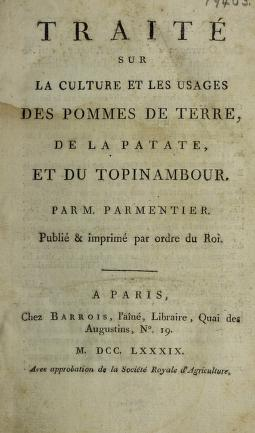 19403.
TRAITÉ
SUR
LA CULTURE ET LES USAGES
DES POMMES DE TERRE,
DE LA PATATE,
ET DU TOPINAMBOUR.
PAR M. PARMENTIER.
Publié & imprimé par ordre du Roi.
A PARIS,
Chez BARROIS, l'aîné, Libraire, Quai des
Augustins, N°. 19.
M. DCC. LXXXIX.
Avec approbation de la Société Royale d'Agriculture,